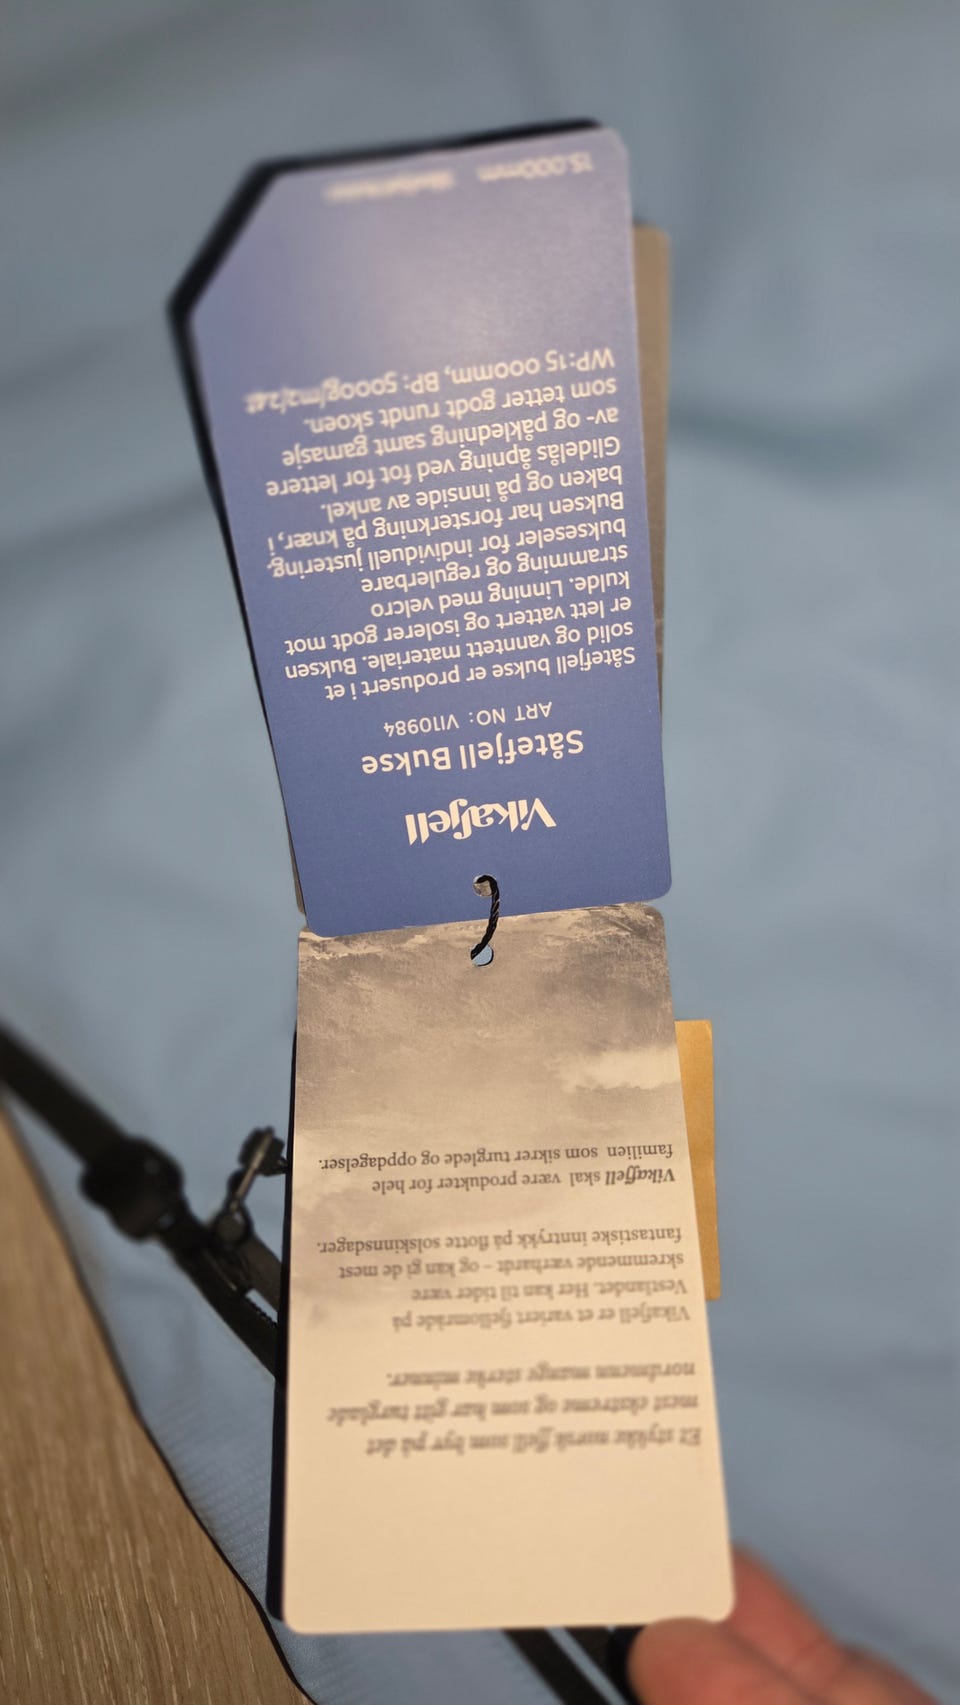 Vikafjell
Såtefjell Bukse
ART NO: VI10984
Såtefjell bukse er produsert i et
solid og vanntett materiale. Buksen
er lett vattert og isolerer godt mot
kulde. Linning med velcro
stramming og regulerbare
bukseseler for individuell justering.
Buksen har forsterkning på knær, i
baken og på innside av ankel.
Glidelås åpning ved fot for lettere
av- og påkledning samt gamasje
som tetter godt rundt skoen.
WP:15 000mm, BP: 5000g/m2/24t
15.000mm
Et stykke norsk fjell som byr på det
mest ekstreme og som har gitt turglade
nordmenn mange sterke minner.
Vikafjell er et variert fjellområde på
Vestlandet. Her kan til tider være
skremmende værhardt – og kan gi de mest
fantastiske inntrykk på flotte solskinnsdager.
Vikafjell skal være produkter for hele
familien som sikrer turglede og oppdagelser.